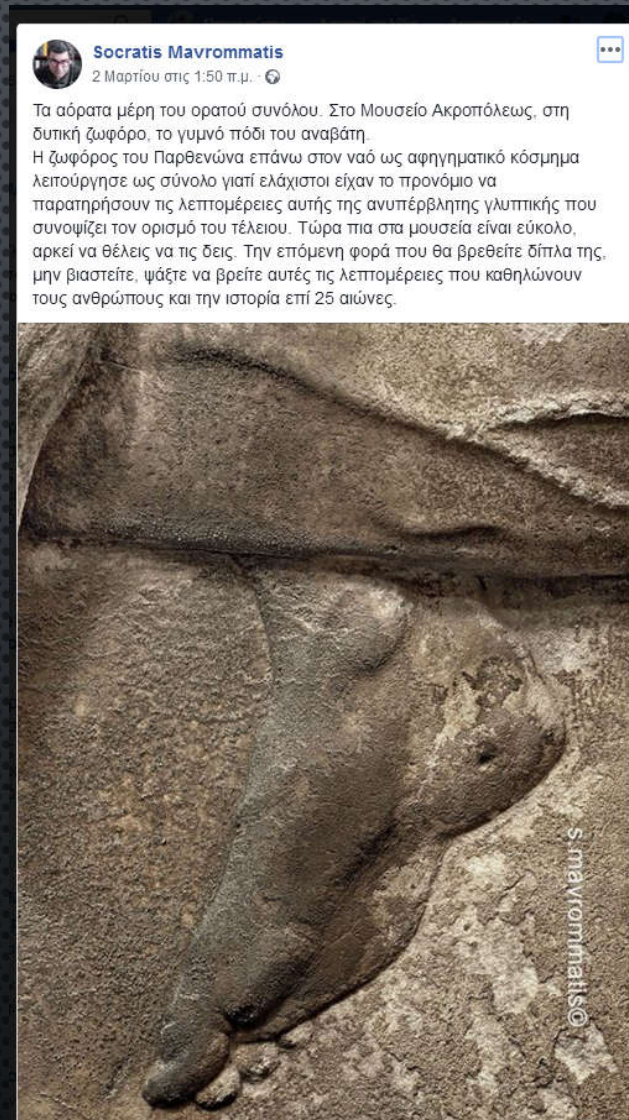 Socratis Mavrommatis
2 Μαρτίου στις 1:50 π.μ. ·
Τα αόρατα μέρη του ορατού συνόλου. Στο Μουσείο Ακροπόλεως, στη
δυτική ζωφόρο, το γυμνό πόδι του αναβάτη.
Η ζωφόρος του Παρθενώνα επάνω στον ναό ως αφηγηματικό κόσμημα
λειτούργησε ως σύνολο γιατί ελάχιστοι είχαν το προνόμιο να
παρατηρήσουν τις λεπτομέρειες αυτής της ανυπέρβλητης γλυπτικής που
συνοψίζει τον ορισμό του τέλειου. Τώρα πια στα μουσεία είναι εύκολο,
αρκεί να θέλεις να τις δεις. Την επόμενη φορά που θα βρεθείτε δίπλα της,
μην βιαστείτε, ψάξτε να βρείτε αυτές τις λεπτομέρειες που καθηλώνουν
τους ανθρώπους και την ιστορία επί 25 αιώνες.
s.mavrommatis©